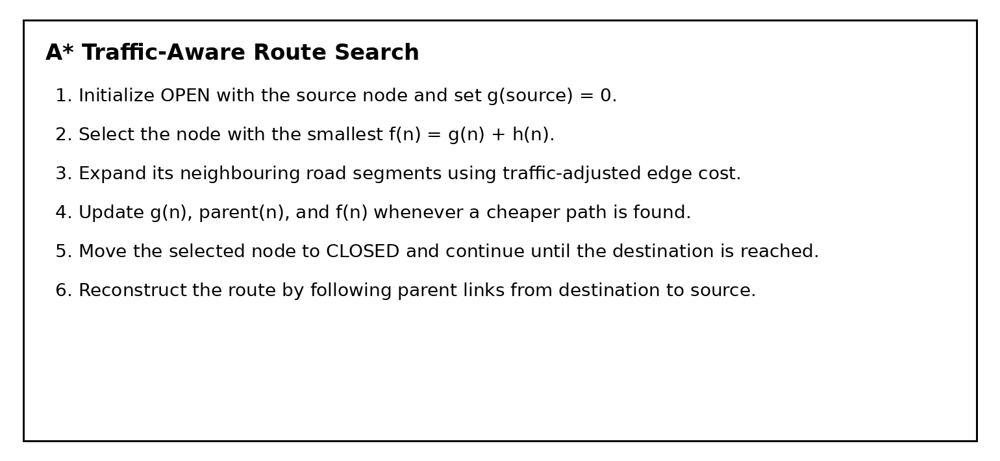 A* Traffic-Aware Route Search
1. Initialize OPEN with the source node and set g(source) = 0.
2. Select the node with the smallest f(n) = g(n) + h(n).
3. Expand its neighbouring road segments using traffic-adjusted edge cost.
4. Update g(n), parent(n), and f(n) whenever a cheaper path is found.
5. Move the selected node to CLOSED and continue until the destination is reached.
6. Reconstruct the route by following parent links from destination to source.